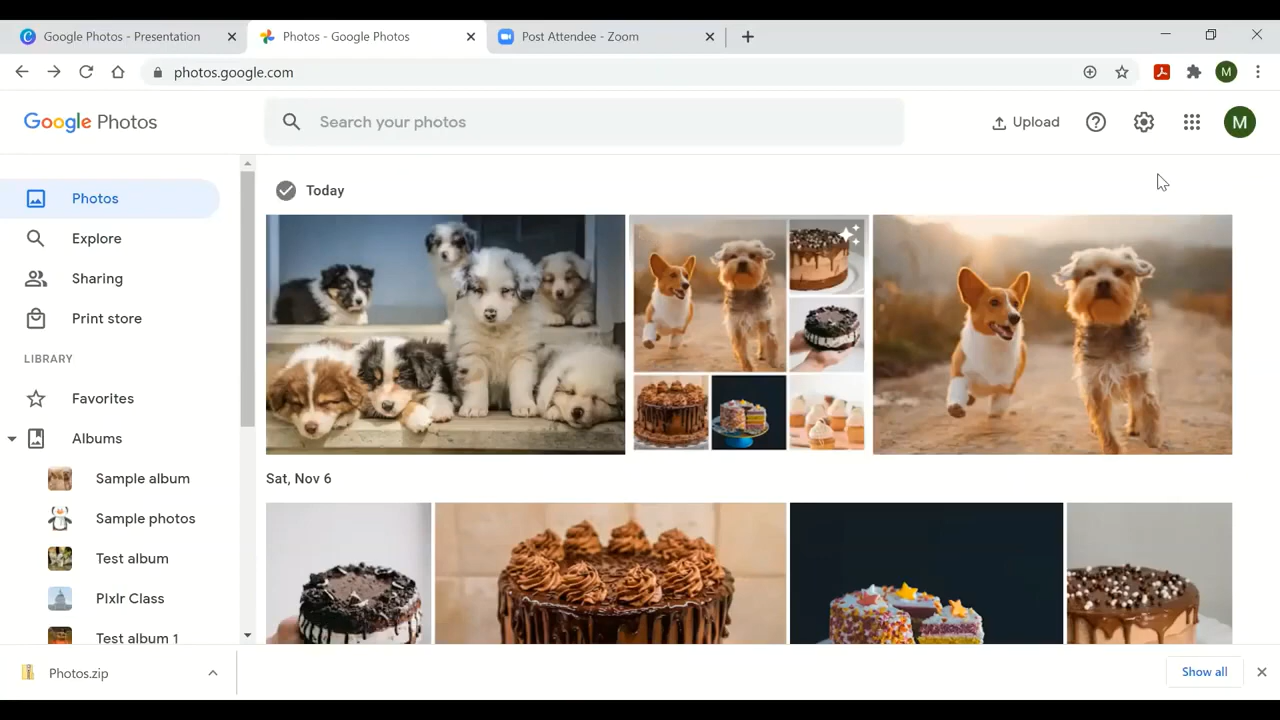 Google Photos - Presentation
Photos - Google Photos
Post Attendee - Zoom
photos.google.com
M
Google Photos
Search your photos
Upload
M
Photos
Explore
Sharing
Print store
LIBRARY
Favorites
Albums
Sample album
Sample photos
Test album
Pixlr Class
Test album 1
Today
Sat, Nov 6
Photos.zip
Show all